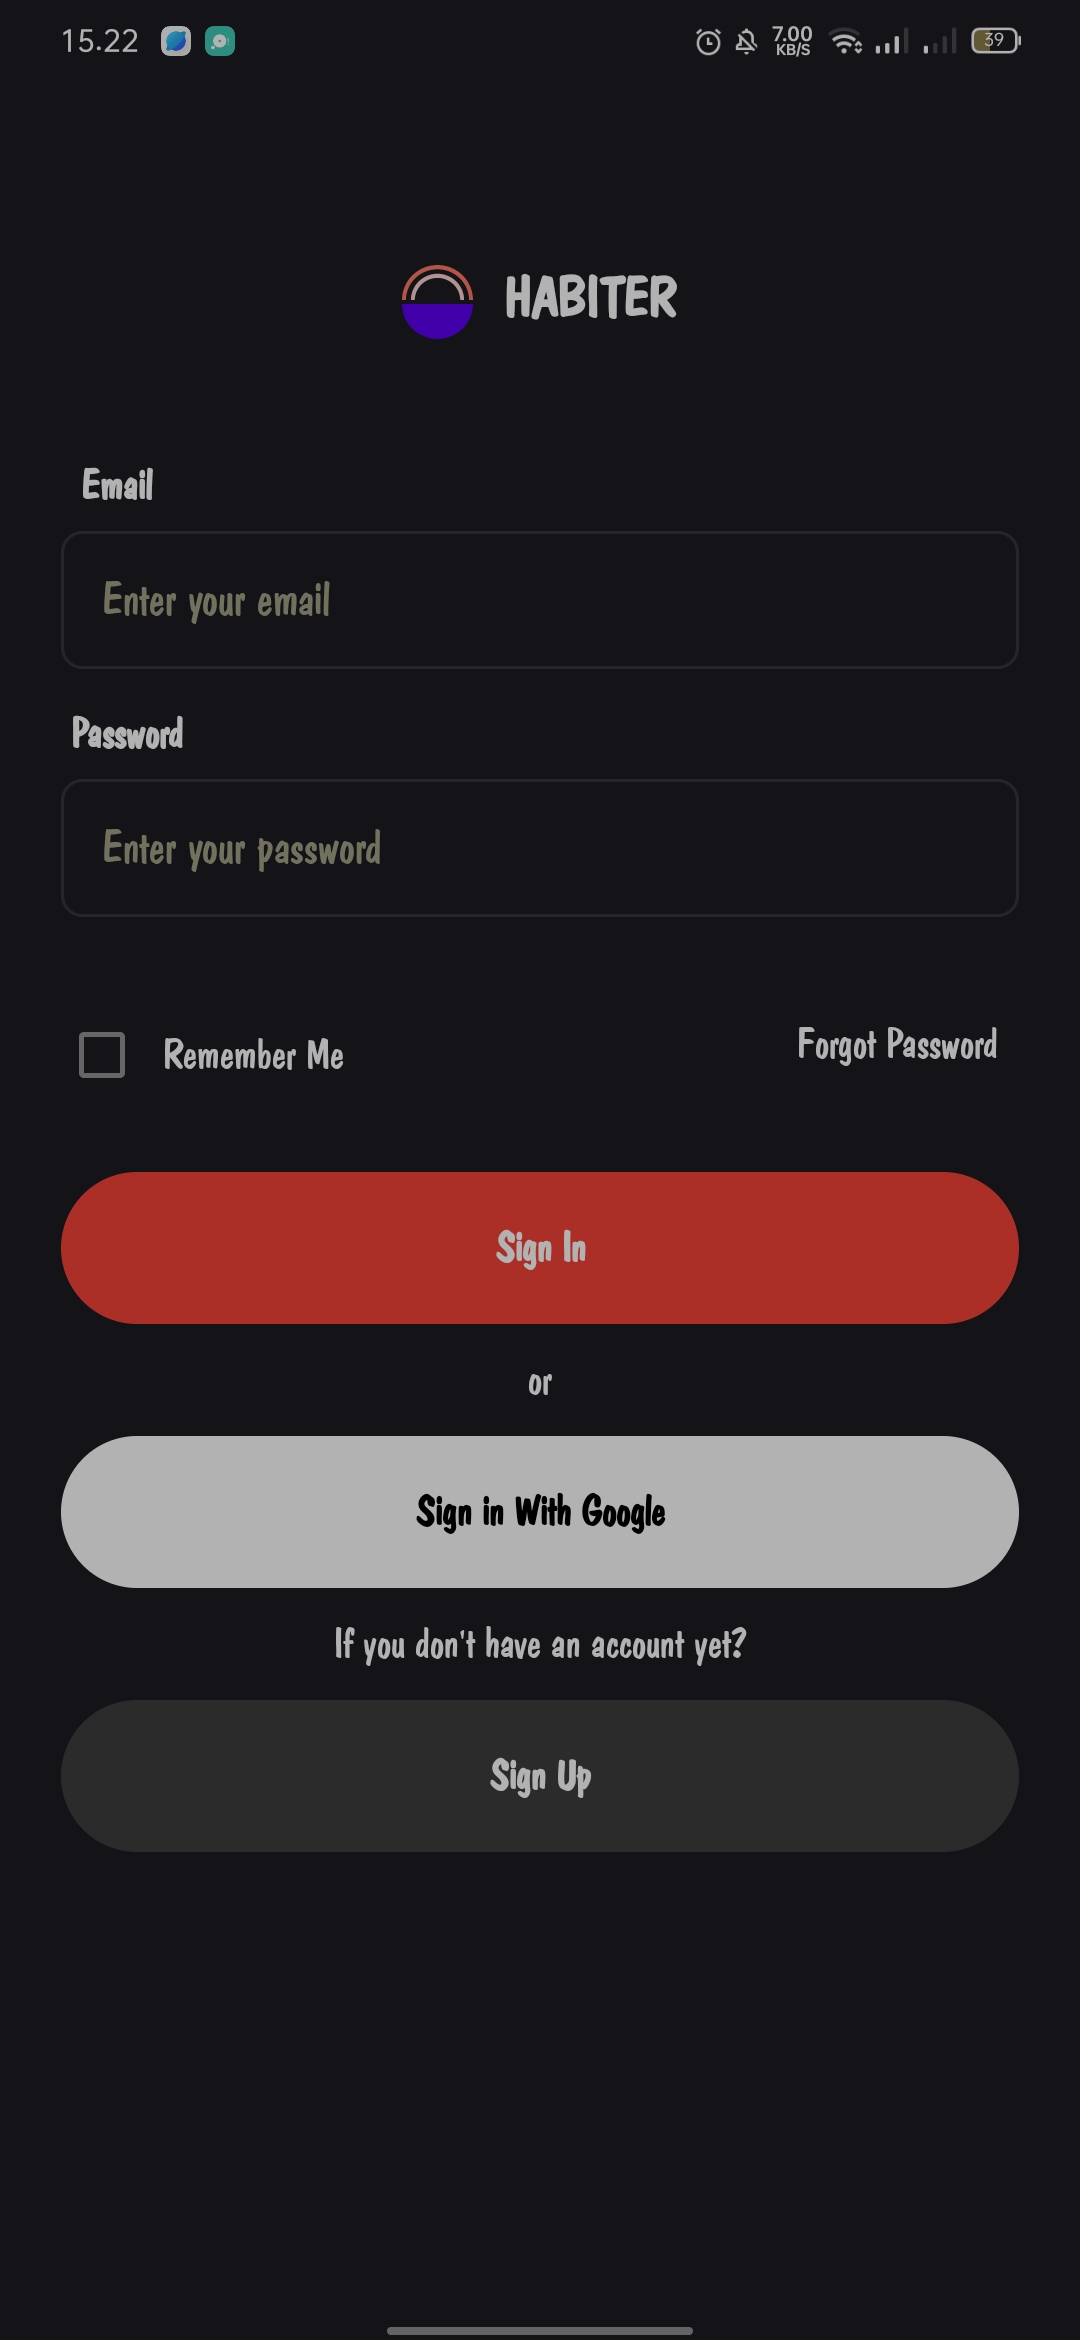 15.22 7.00 KB/S 39
HABITER
Email
Enter your email
Password
Enter your password
Remember Me Forgot Password
Sign In
or
Sign in With Google
If you don't have an account yet?
Sign Up